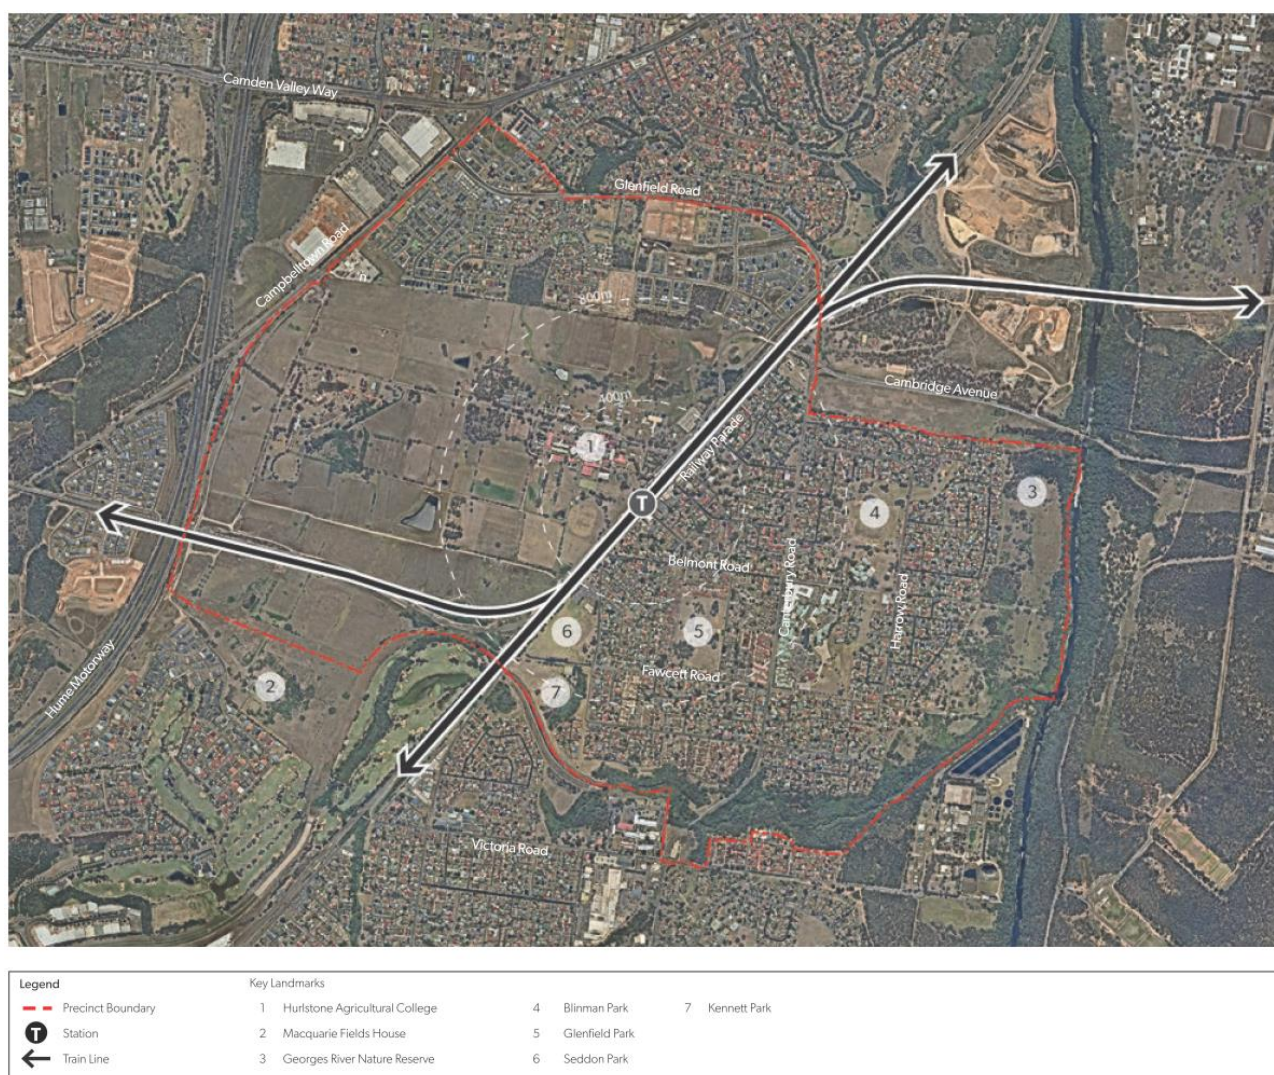 Camden Valley Way
Glenfield Road
Campbelltown Road
800m
Cambridge Avenue
400m
Railway Parade
1
3
4
T
Belmont Road
Canterbury Road
Harrow Road
6
5
Fawcett Road
2
7
Hume Motorway
Victoria Road
Legend
Precinct Boundary
T Station
Train Line
Key Landmarks
1 Hurlstone Agricultural College
2 Macquarie Fields House
3 Georges River Nature Reserve
4 Blinman Park
5 Glenfield Park
6 Seddon Park
7 Kennett Park